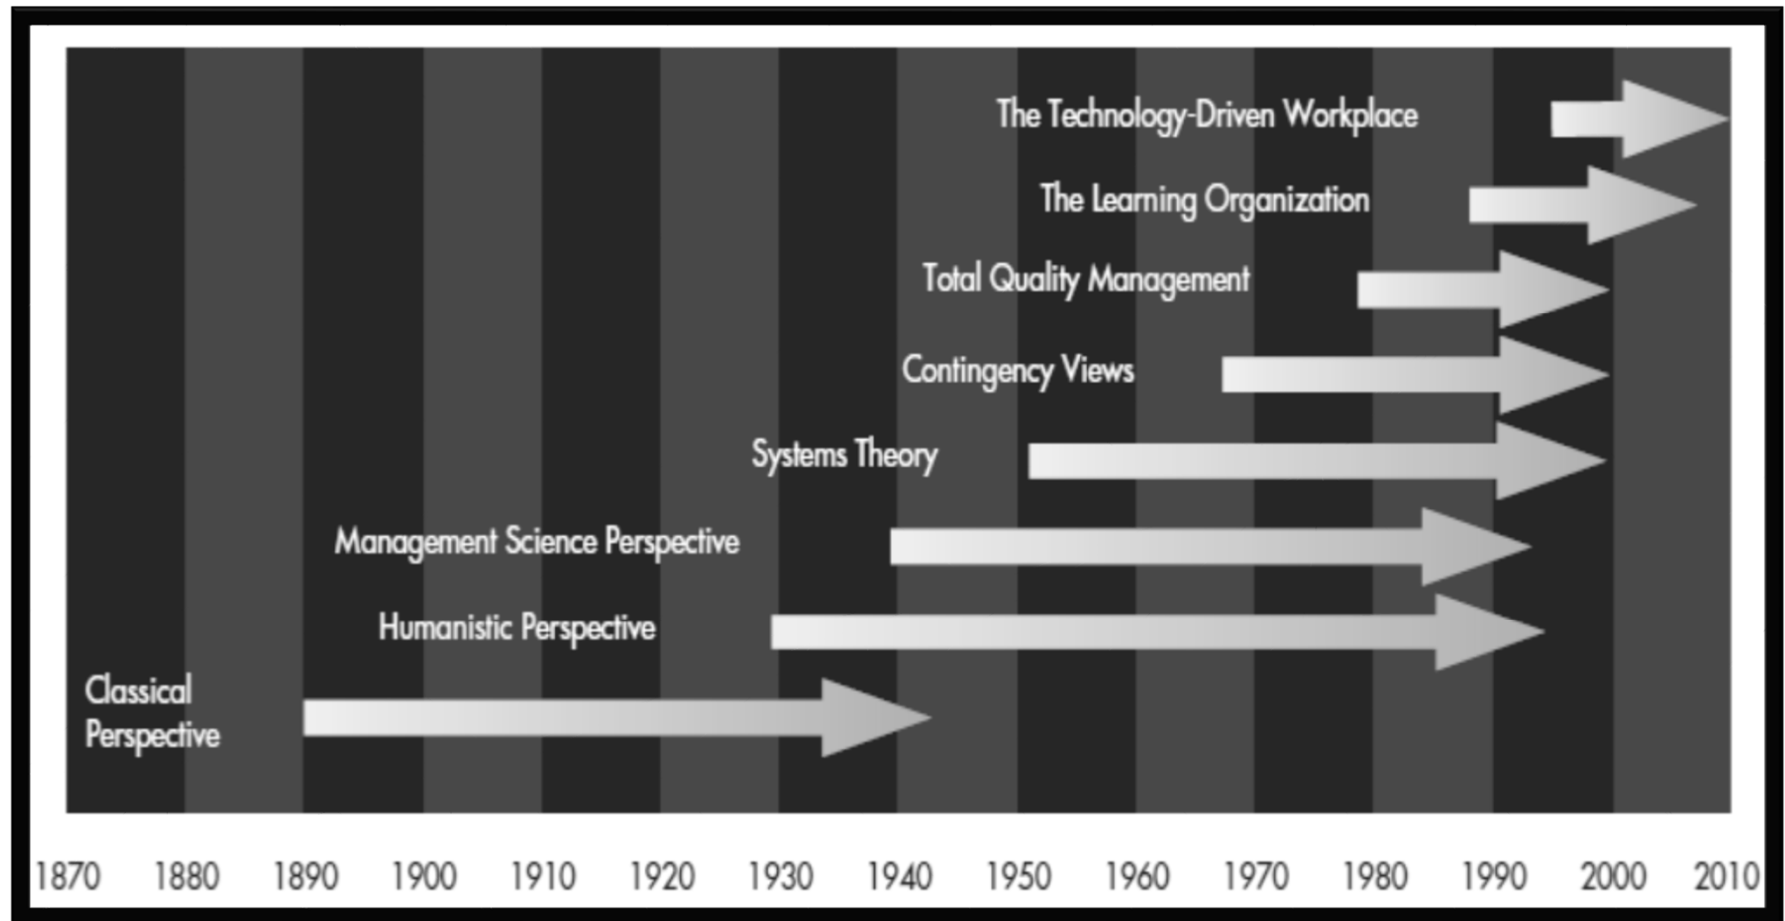 The Technology-Driven Workplace
The Learning Organization
Total Quality Management
Contingency Views
Systems Theory
Management Science Perspective
Humanistic Perspective
Classical
Perspective
1870 1880 1890 1900 1910 1920 1930 1940 1950 1960 1970 1980 1990 2000 2010